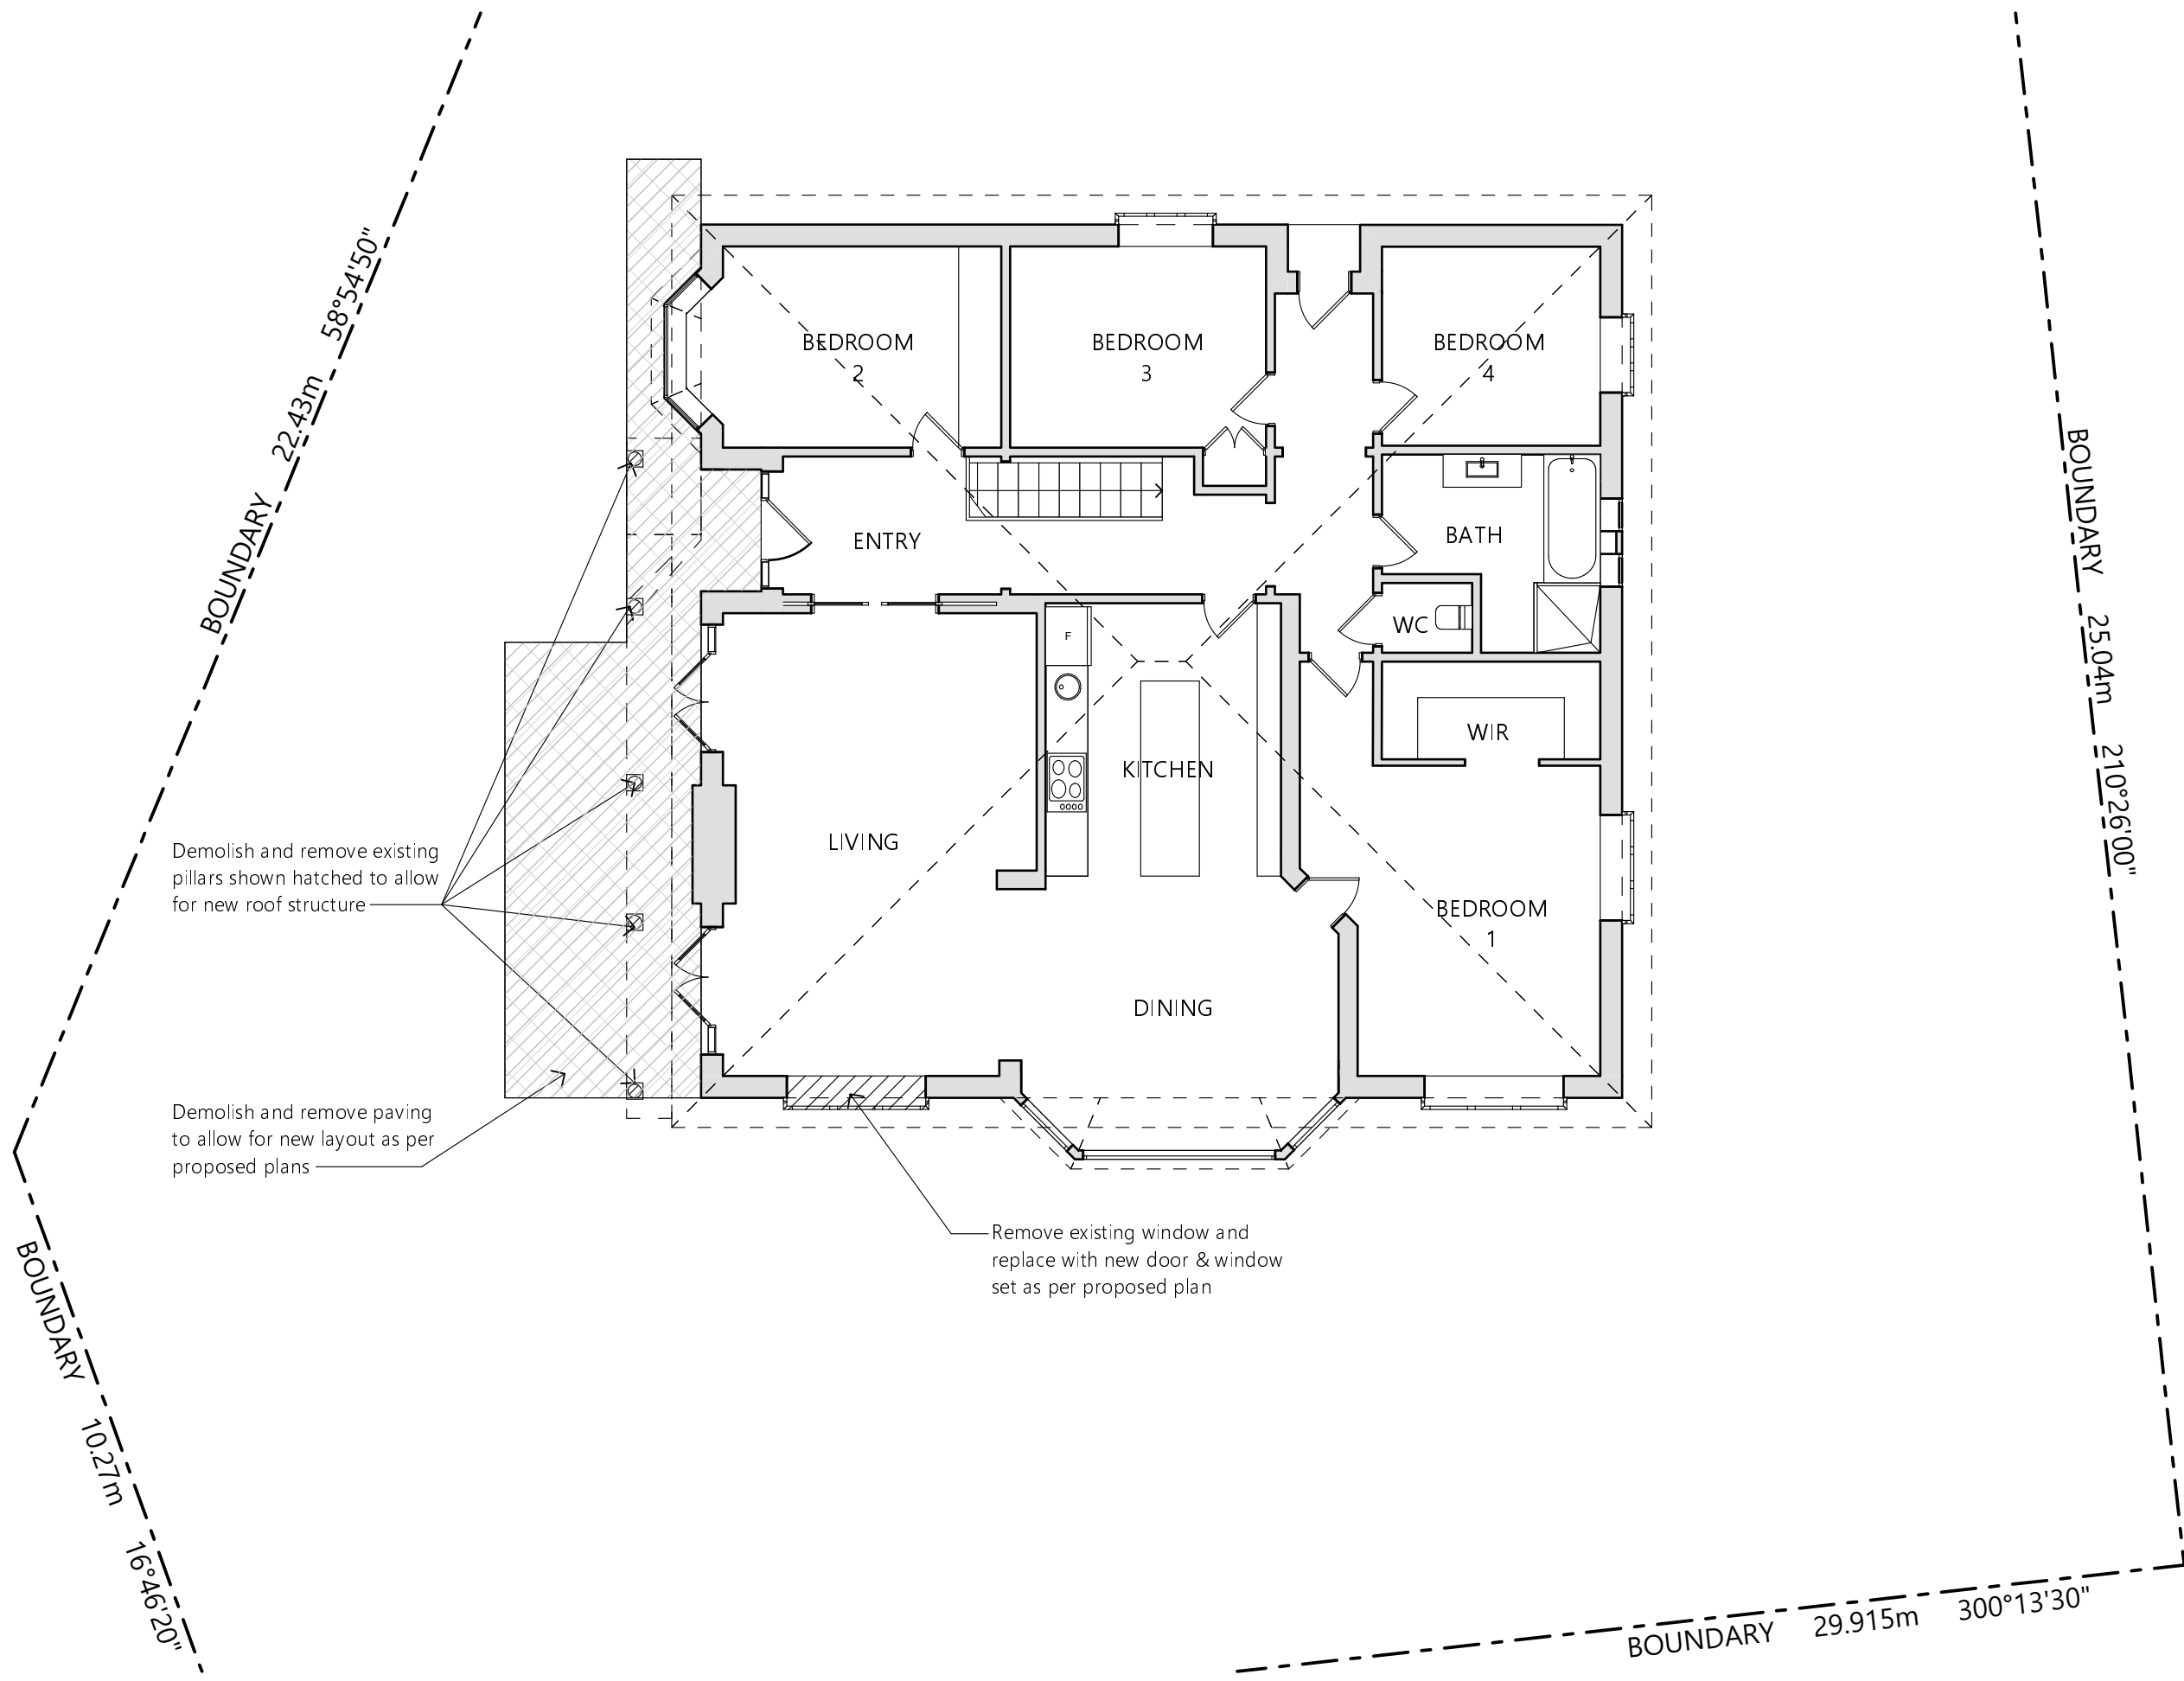 BOUNDARY 22.43m 58°54'50"
BEDROOM
2
BEDROOM
3
BEDROOM
4
ENTRY
BATH
WC
F
WIR
KITCHEN
LIVING
BEDROOM
1
DINING
BOUNDARY 25.04m 210°26'00"
Demolish and remove existing
pillars shown hatched to allow
for new roof structure
Demolish and remove paving
to allow for new layout as per
proposed plans
Remove existing window and
replace with new door & window
set as per proposed plan
BOUNDARY 10.27m 16°46'20"
BOUNDARY 29.915m 300°13'30"